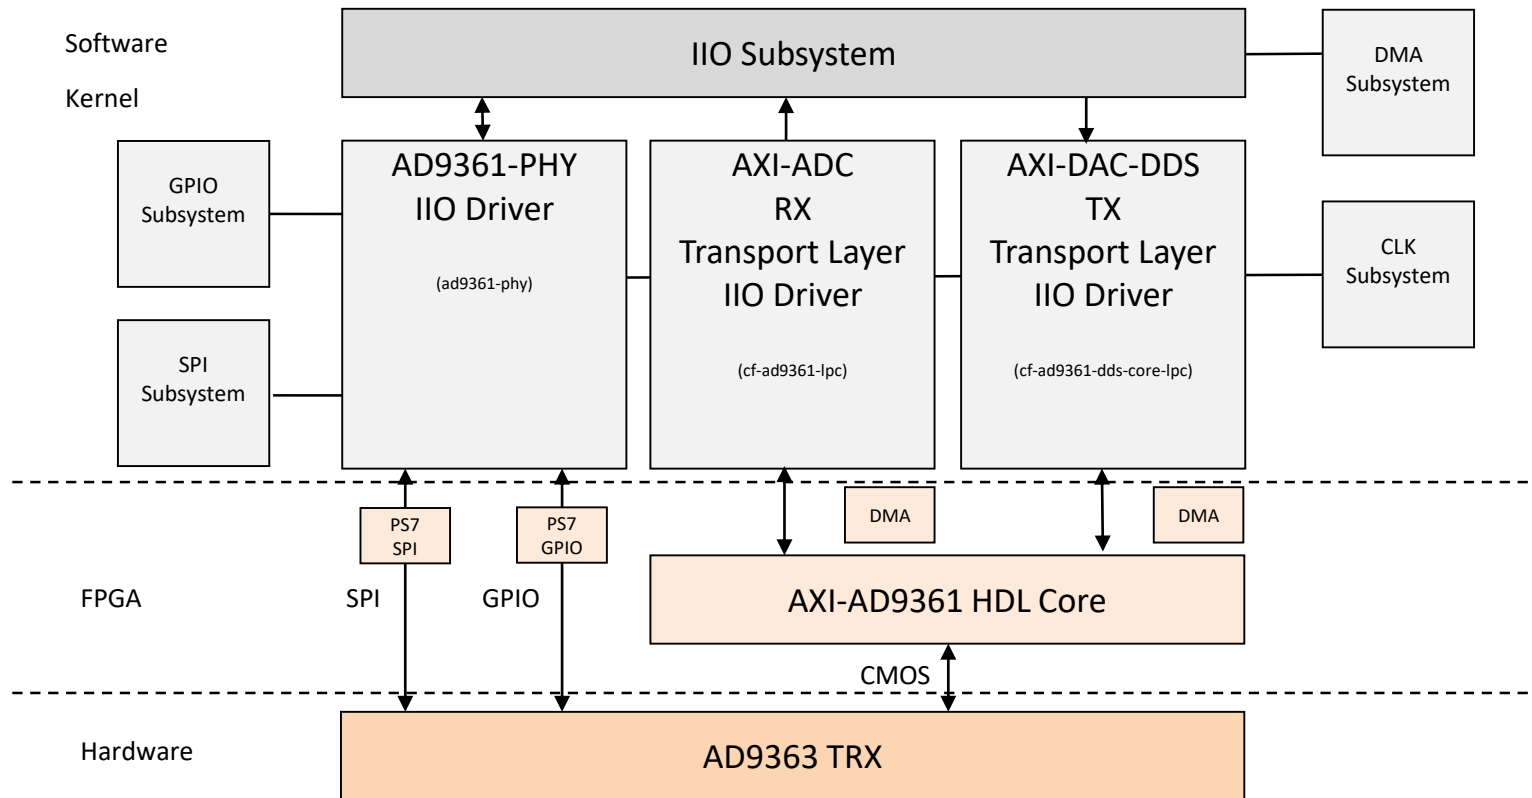 Software
Kernel
IIO Subsystem
DMA
Subsystem
GPIO
Subsystem
AD9361-PHY
IIO Driver
(ad9361-phy)
AXI-ADC
RX
Transport Layer
IIO Driver
(cf-ad9361-lpc)
AXI-DAC-DDS
TX
Transport Layer
IIO Driver
(cf-ad9361-dds-core-lpc)
CLK
Subsystem
SPI
Subsystem
PS7
SPI
PS7
GPIO
DMA
DMA
FPGA
SPI
GPIO
AXI-AD9361 HDL Core
CMOS
Hardware
AD9363 TRX